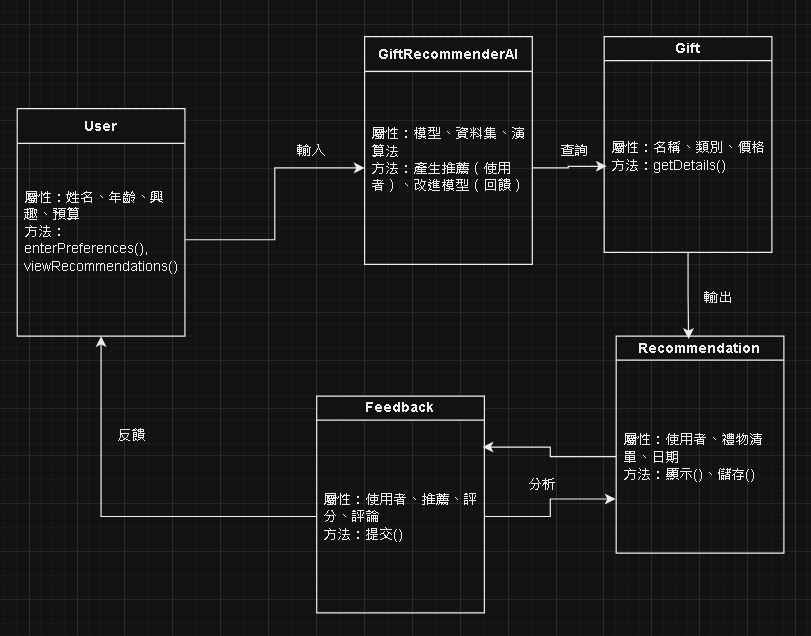 GiftRecommenderAI
屬性：模型、資料集、演
算法
方法：產生推薦（使用
者）、改進模型（回饋）
Gift
屬性：名稱、類別、價格
方法：getDetails()
User
屬性：姓名、年齡、興
趣、預算
方法：
enterPreferences(),
viewRecommendations()
輸入
查詢
輸出
Recommendation
屬性：使用者、禮物清
單、日期
方法：顯示()、儲存()
Feedback
屬性：使用者、推薦、評
分、評論
方法：提交()
分析
反饋